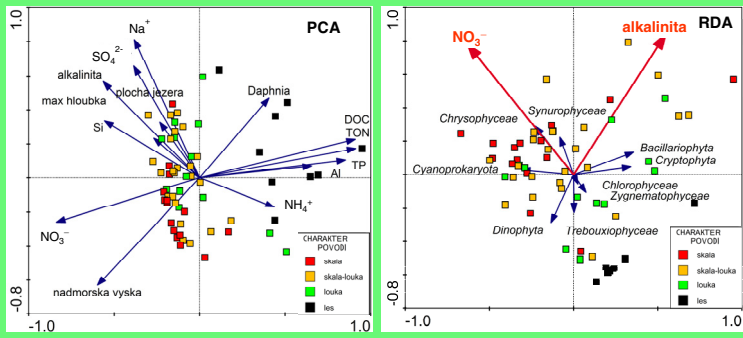 1.0
PCA
Na+
SO₄²⁻
alkalinita
plocha jezera
max hloubka
Si
Daphnia
DOC
TON
TP
Al
NH₄⁺
NO₃⁻
nadmorska vyska
CHARAKTER
POVODI
skala
skala-louka
louka
les
-0.8
-1.0
1.0
1.0
RDA
NO₃⁻
alkalinita
Chrysophyceae
Synurophyceae
Bacillariophyta
Cryptophyta
Cyanoprokaryota
Chlorophyceae
Zygnematophyceae
Dinophyta
Trebouxiophyceae
CHARAKTER
POVODI
skala
skala-louka
louka
les
-0.8
-1.0
1.0